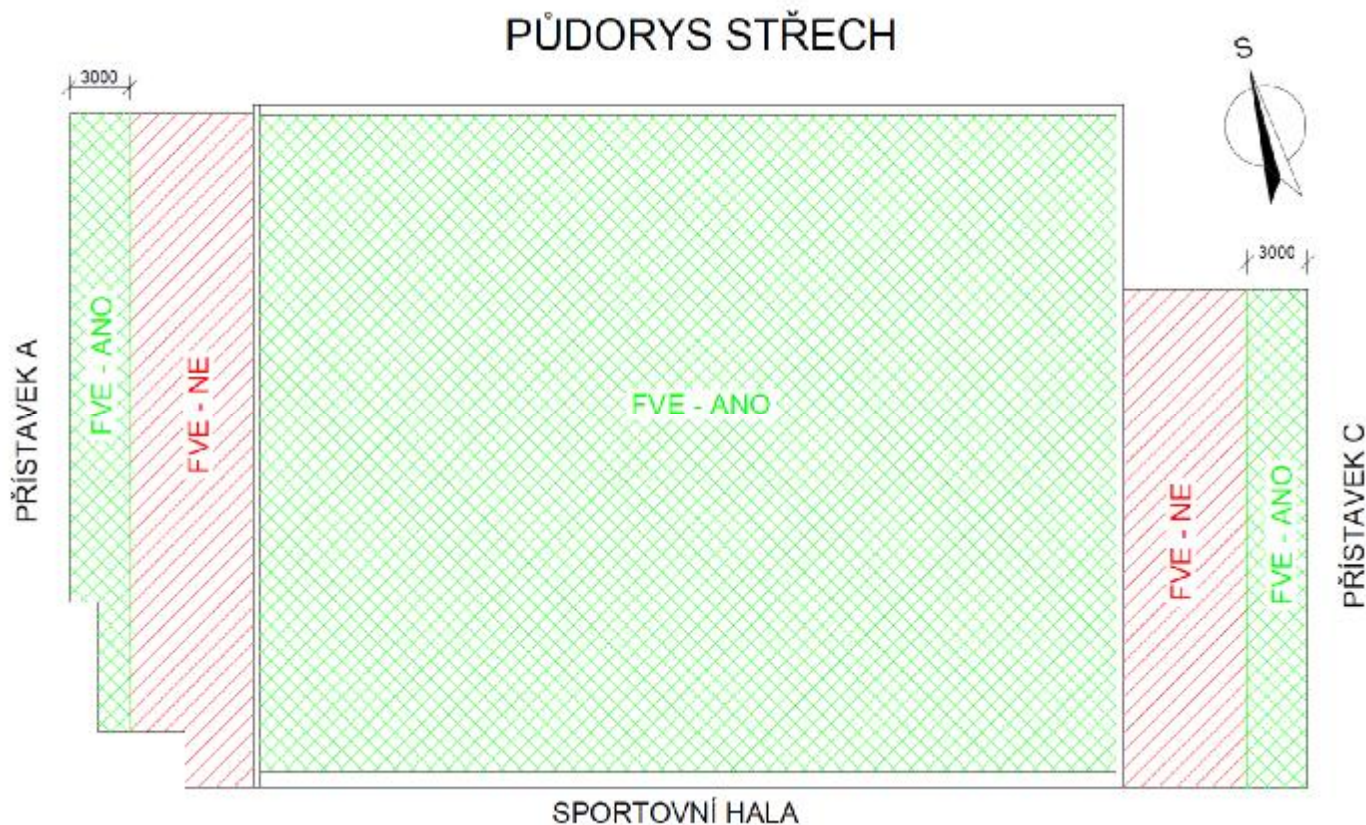 PŮDORYS STŘECH
S
3000
3000
PŘÍSTAVEK A
FVE - ANO
FVE - NE
FVE - ANO
FVE - NE
FVE - ANO
PŘÍSTAVEK C
SPORTOVNÍ HALA